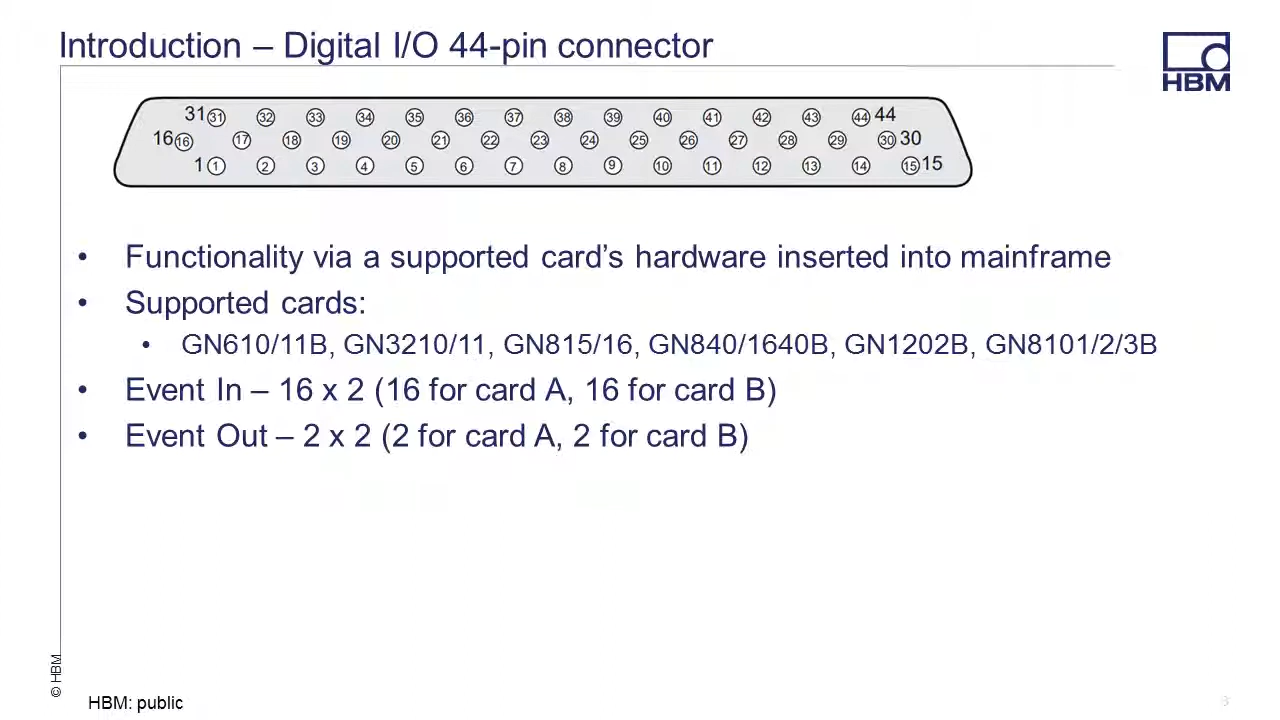 Introduction – Digital I/O 44-pin connector
HBM
31 31 32 33 34 35 36 37 38 39 40 41 42 43 44 44
16 16 17 18 19 20 21 22 23 24 25 26 27 28 29 30 30
1 1 2 3 4 5 6 7 8 9 10 11 12 13 14 15 15
• Functionality via a supported card’s hardware inserted into mainframe
• Supported cards:
• GN610/11B, GN3210/11, GN815/16, GN840/1640B, GN1202B, GN8101/2/3B
• Event In – 16 x 2 (16 for card A, 16 for card B)
• Event Out – 2 x 2 (2 for card A, 2 for card B)
© HBM
HBM: public